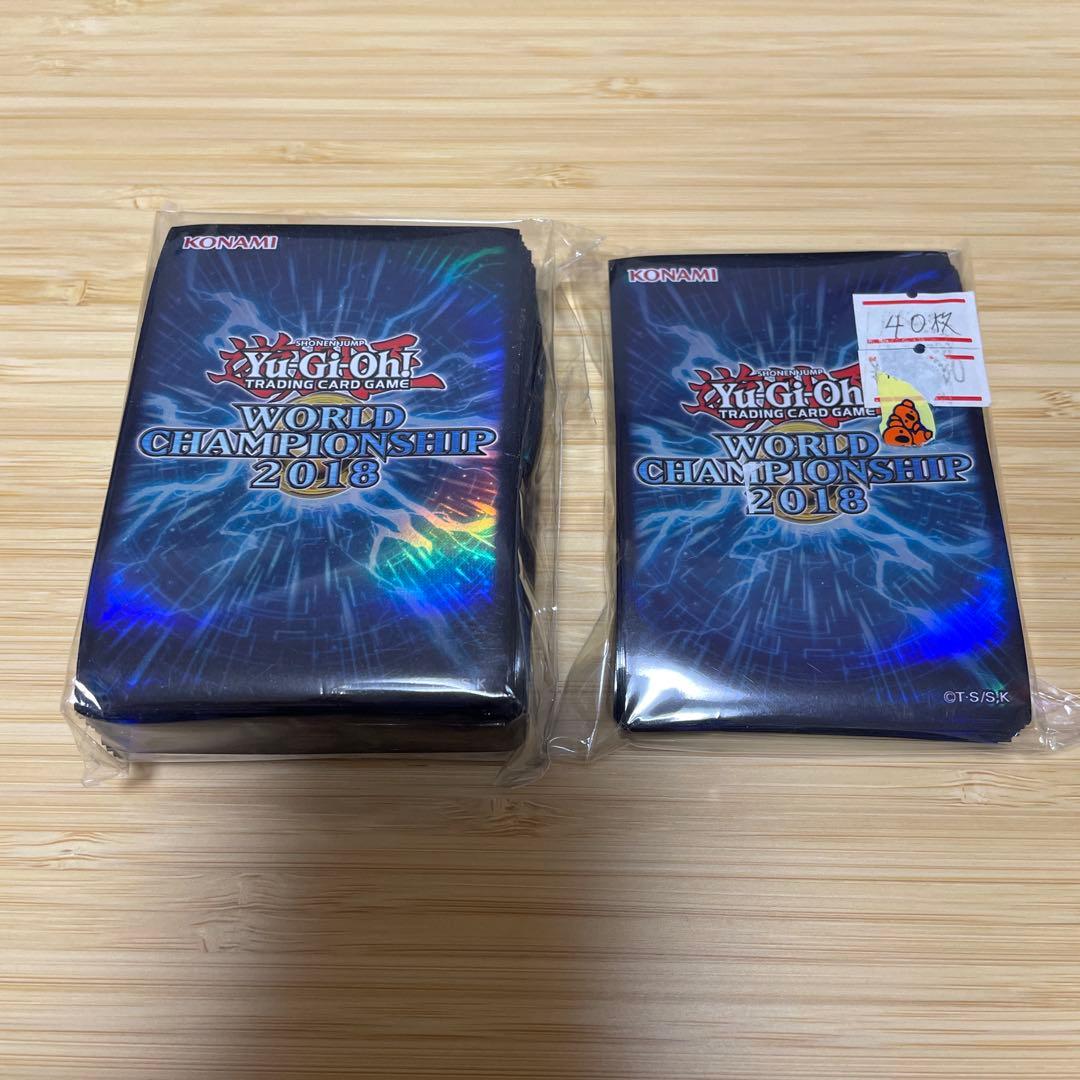 KONAMI
SHONEN JUMP
Yu-Gi-Oh!
TRADING CARD GAME
WORLD
CHAMPIONSHIP
2018
KONAMI
40枚
SHONEN JUMP
Yu-Gi-Oh
TRADING CARD GAME
WORLD
CHAMPIONSHIP
2018
©T·S/S,K